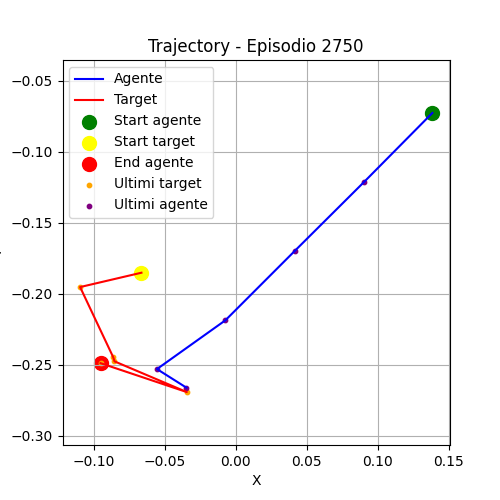 Trajectory - Episodio 2750
Agente
Target
Start agente
Start target
End agente
Ultimi target
Ultimi agente
−0.05
−0.10
−0.15
−0.20
−0.25
−0.30
−0.10
−0.05
0.00
0.05
0.10
0.15
X